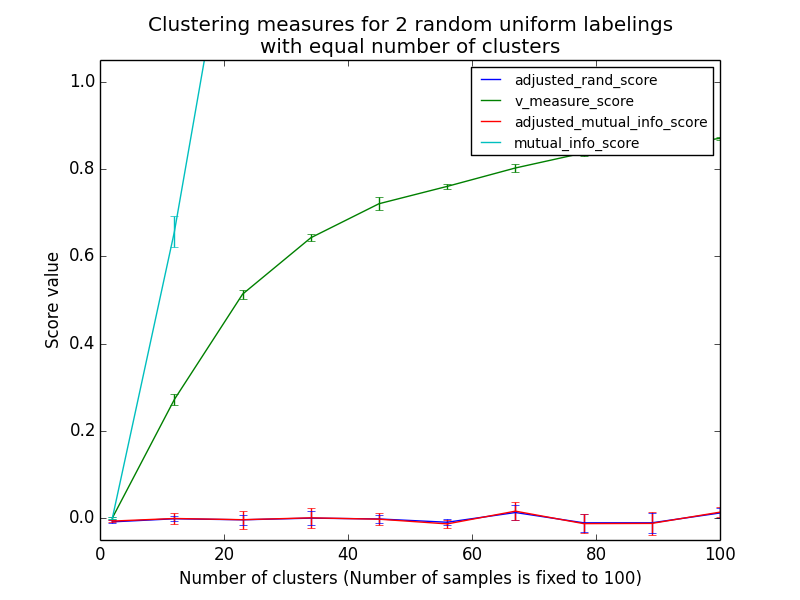 Clustering measures for 2 random uniform labelings
with equal number of clusters
adjusted_rand_score
v_measure_score
adjusted_mutual_info_score
mutual_info_score
Score value
1.0
0.8
0.6
0.4
0.2
0.0
0 20 40 60 80 100
Number of clusters (Number of samples is fixed to 100)